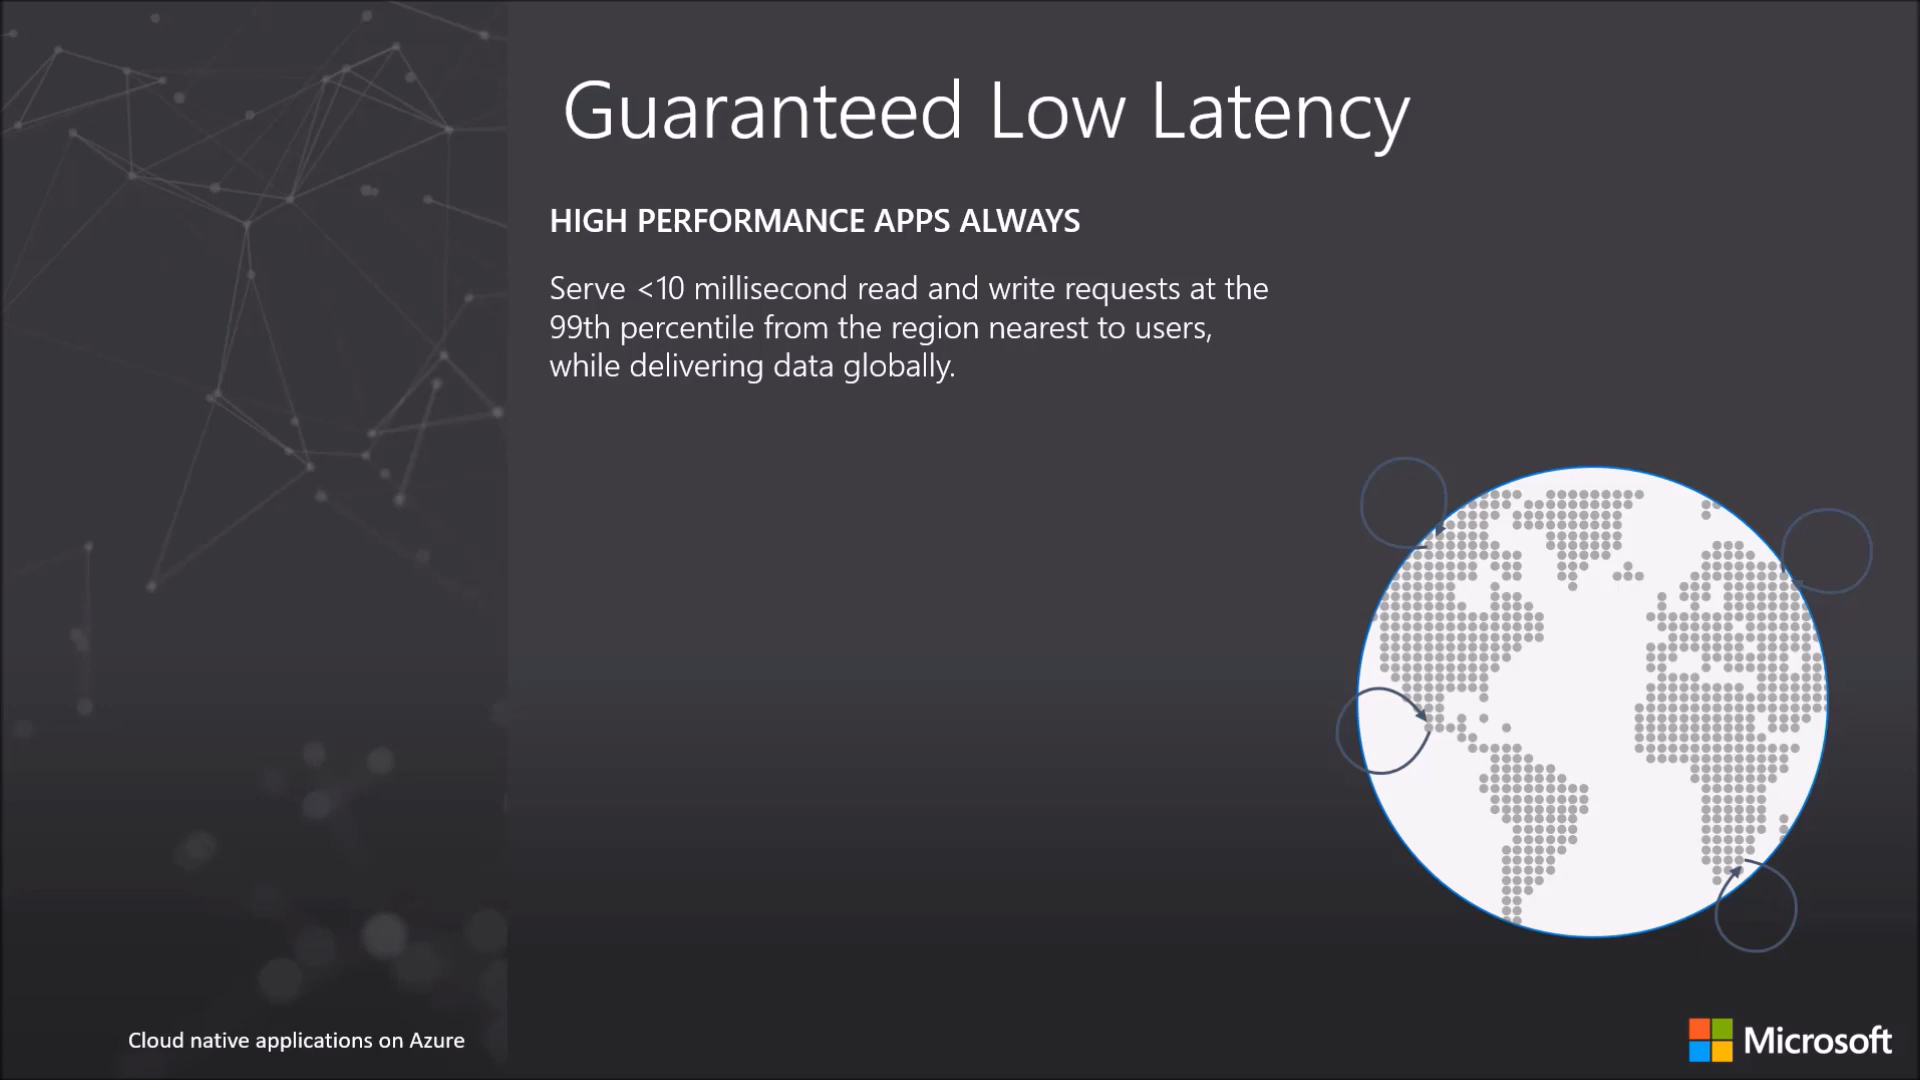 Guaranteed Low Latency
HIGH PERFORMANCE APPS ALWAYS
Serve <10 millisecond read and write requests at the
99th percentile from the region nearest to users,
while delivering data globally.
Cloud native applications on Azure
Microsoft